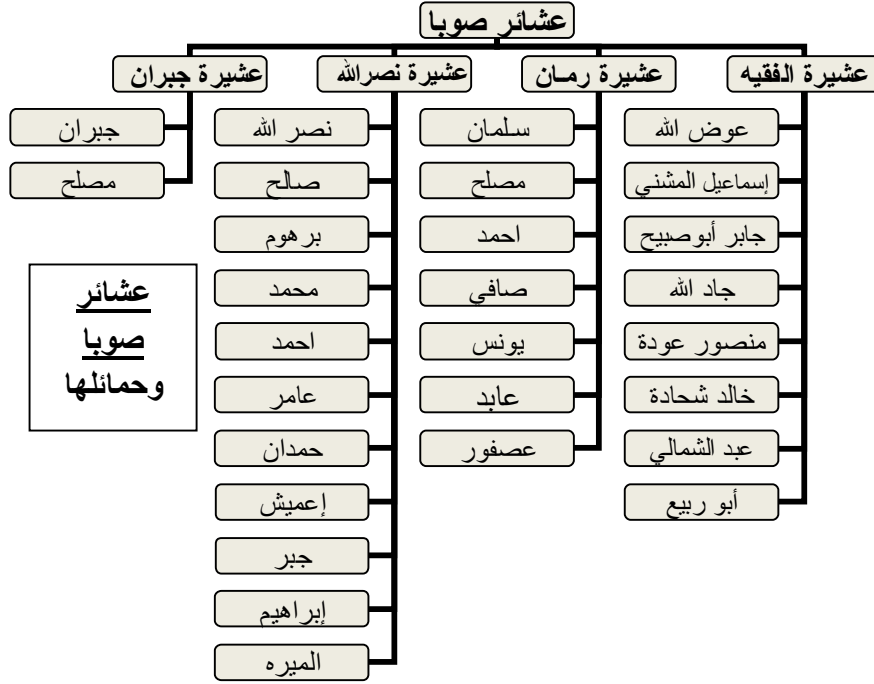 عشائر صوبا
عشيرة الفقيه
عوض الله
إسماعيل المشني
جابر أبوصبيح
جاد الله
منصور عودة
خالد شحادة
عبد الشمالي
أبو ربيع
عشيرة رمـان
سلمان
مصلح
احمد
صافي
يونس
عابد
عصفور
عشيرة نصرالله
نصر الله
صالح
برهوم
محمد
احمد
عامر
حمدان
إعميش
جبر
إبراهيم
الميره
عشيرة جبران
جبران
مصلح
عشائر
صوبا
وحمائلها